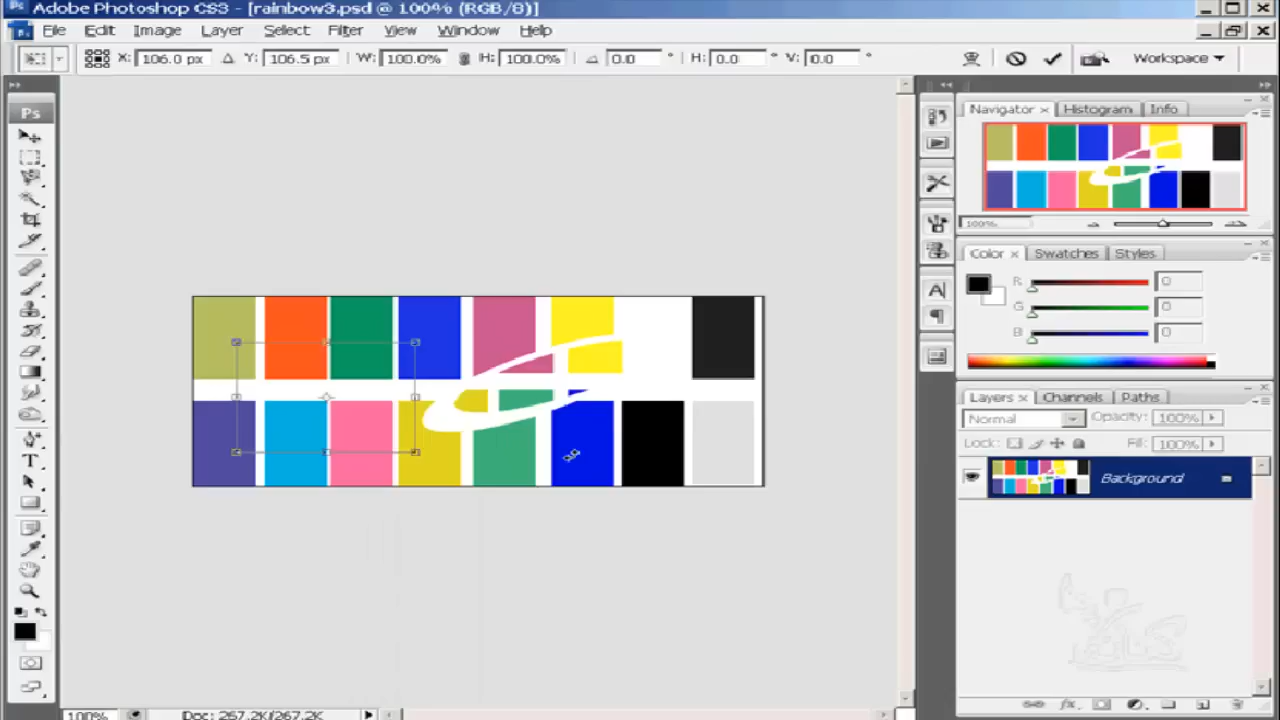 Adobe Photoshop CS3 - [rainbow3.psd @ 100% (RGB/8)]
File Edit Image Layer Select Filter View Window Help
X: 106.0 px Y: 106.5 px W: 100.0% H: 100.0% 0.0 ° H: 0.0 ° V: 0.0 ° Workspace
Ps
Navigator × Histogram Info
100%
Color × Swatches Styles
R 0
G 0
B 0
Layers × Channels Paths
Normal Opacity: 100%
Lock: Fill: 100%
Background
100% Doc: 267.2K/267.2K